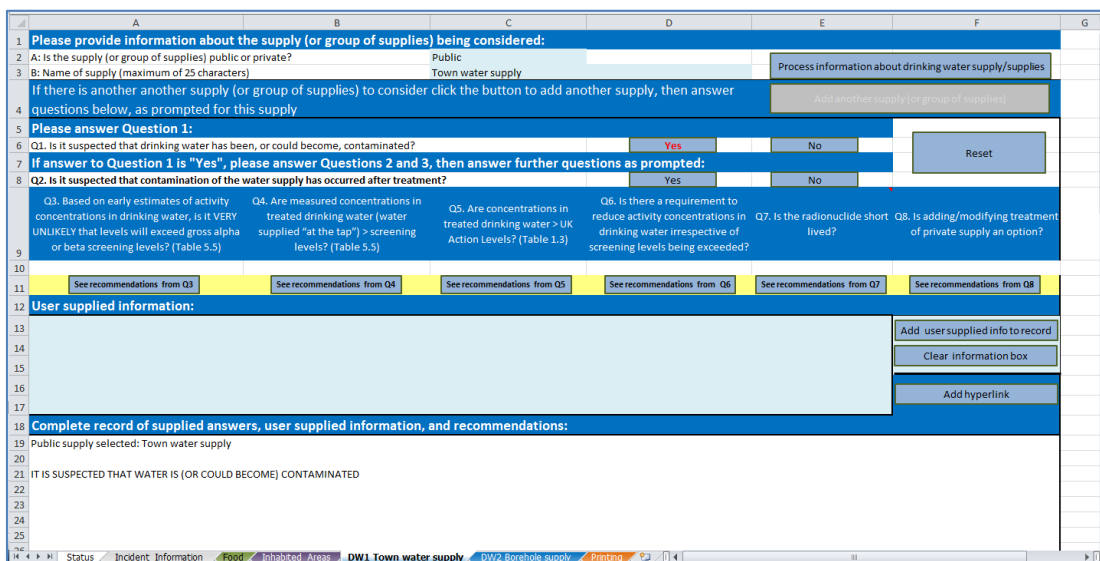 A B C D E F G
1 Please provide information about the supply (or group of supplies) being considered:
2 A: Is the supply (or group of supplies) public or private? Public
Process information about drinking water supply/supplies
3 B: Name of supply (maximum of 25 characters) Town water supply
If there is another another supply (or group of supplies) to consider click the button to add another supply, then answer
4 questions below, as prompted for this supply
Add another supply (or group of supplies)
5 Please answer Question 1:
6 Q1. Is it suspected that drinking water has been, or could become, contaminated? Yes No
Reset
7 If answer to Question 1 is "Yes", please answer Questions 2 and 3, then answer further questions as prompted:
8 Q2. Is it suspected that contamination of the water supply has occurred after treatment? Yes No
9
Q3. Based on early estimates of activity
concentrations in drinking water, is it VERY
UNLIKELY that levels will exceed gross alpha
or beta screening levels? (Table 5.5)
Q4. Are measured concentrations in
treated drinking water (water
supplied "at the tap") > screening
levels? (Table 5.5)
Q5. Are concentrations in
treated drinking water > UK
Action Levels? (Table 1.3)
Q6. Is there a requirement to
reduce activity concentrations in
drinking water irrespective of
screening levels being exceeded?
Q7. Is the radionuclide short
lived?
Q8. Is adding/modifying treatment
of private supply an option?
10
11 See recommendations from Q3 See recommendations from Q4 See recommendations from Q5 See recommendations from Q6 See recommendations from Q7 See recommendations from Q8
12 User supplied information:
13 Add user supplied info to record
14 Clear information box
15
16 Add hyperlink
17
18 Complete record of supplied answers, user supplied information, and recommendations:
19 Public supply selected: Town water supply
20
21 IT IS SUSPECTED THAT WATER IS (OR COULD BECOME) CONTAMINATED
22
23
24
25
26
Status Incident Information Food Inhabited Areas DW1 Town water supply DW2 Borehole supply Printing